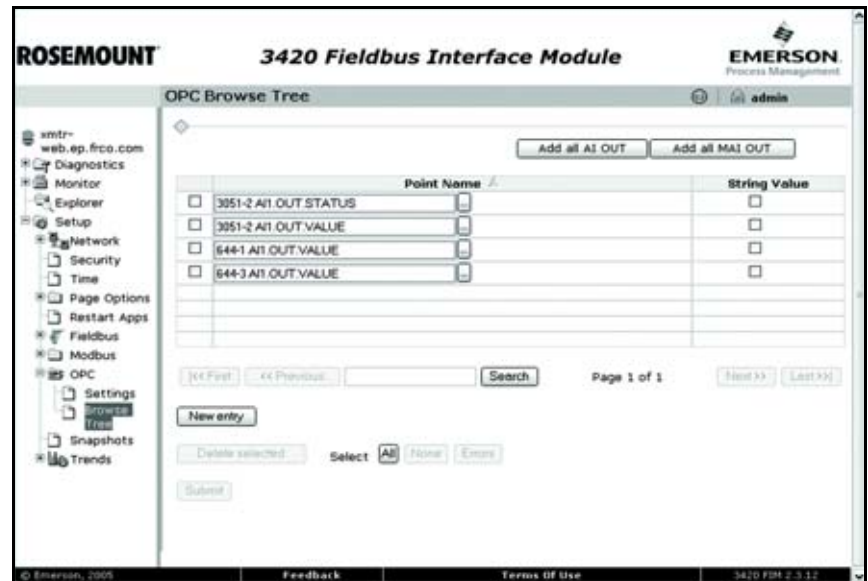 ROSEMOUNT
3420 Fieldbus Interface Module
EMERSON.
Process Management
OPC Browse Tree
admin
xmtr-
web.ep.frco.com
Diagnostics
Monitor
Explorer
Setup
Network
Security
Time
Page Options
Restart Apps
Fieldbus
Modbus
OPC
Settings
Browse
Tree
Snapshots
Trends
Add all AI OUT
Add all MAI OUT
Point Name
String Value
3051-2 AI1.OUT.STATUS
...
3051-2 AI1.OUT.VALUE
...
644-1 AI1.OUT.VALUE
...
644-3 AI1.OUT.VALUE
...
|<< First
<< Previous
Search
Page 1 of 1
Next >>
Last >>|
New entry
Delete selected
Select
All
None
Errors
Submit
© Emerson, 2005
Feedback
Terms Of Use
3420 FIM 2.3.12